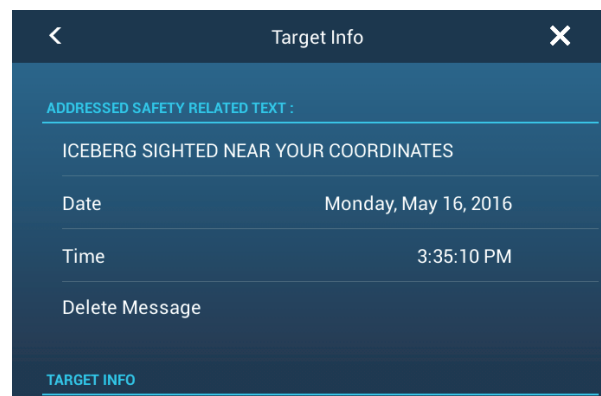 Target Info
ADDRESSED SAFETY RELATED TEXT :
ICEBERG SIGHTED NEAR YOUR COORDINATES
Date Monday, May 16, 2016
Time 3:35:10 PM
Delete Message
TARGET INFO